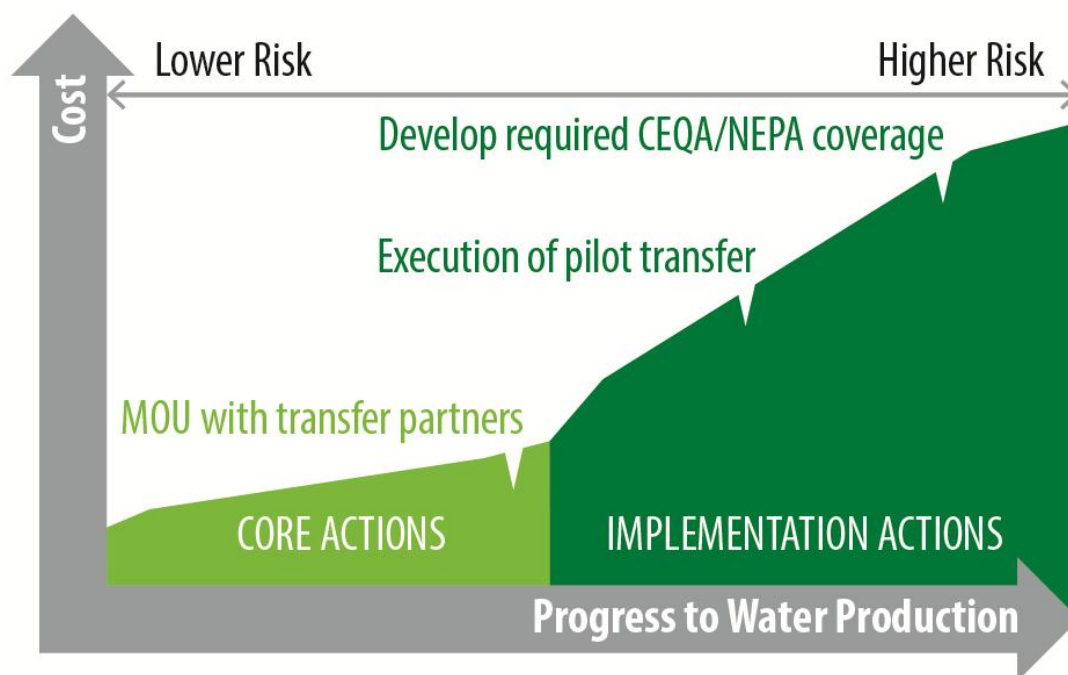 Lower Risk
Higher Risk
Cost
Develop required CEQA/NEPA coverage
Execution of pilot transfer
MOU with transfer partners
CORE ACTIONS
IMPLEMENTATION ACTIONS
Progress to Water Production